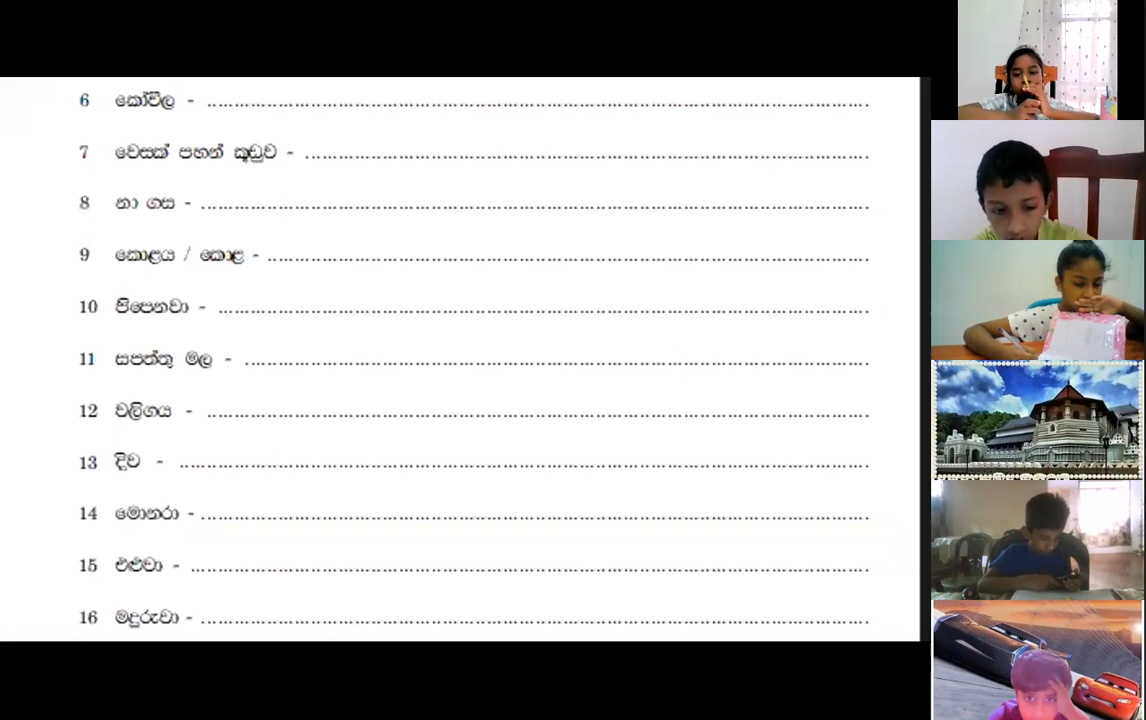 6 කෝවිල - ........................................................................................................
7 වෙසක් පහන් කූඩුව - ........................................................................................
8 නා ගස - .........................................................................................................
9 කොළය / කොළ - ..............................................................................................
10 පිපෙනවා - ......................................................................................................
11 සපත්තු මල - ..................................................................................................
12 වලිගය - ........................................................................................................
13 දිව - .............................................................................................................
14 මොනරා - .........................................................................................................
15 එළුවා - ...........................................................................................................
16 මදුරුවා - .........................................................................................................